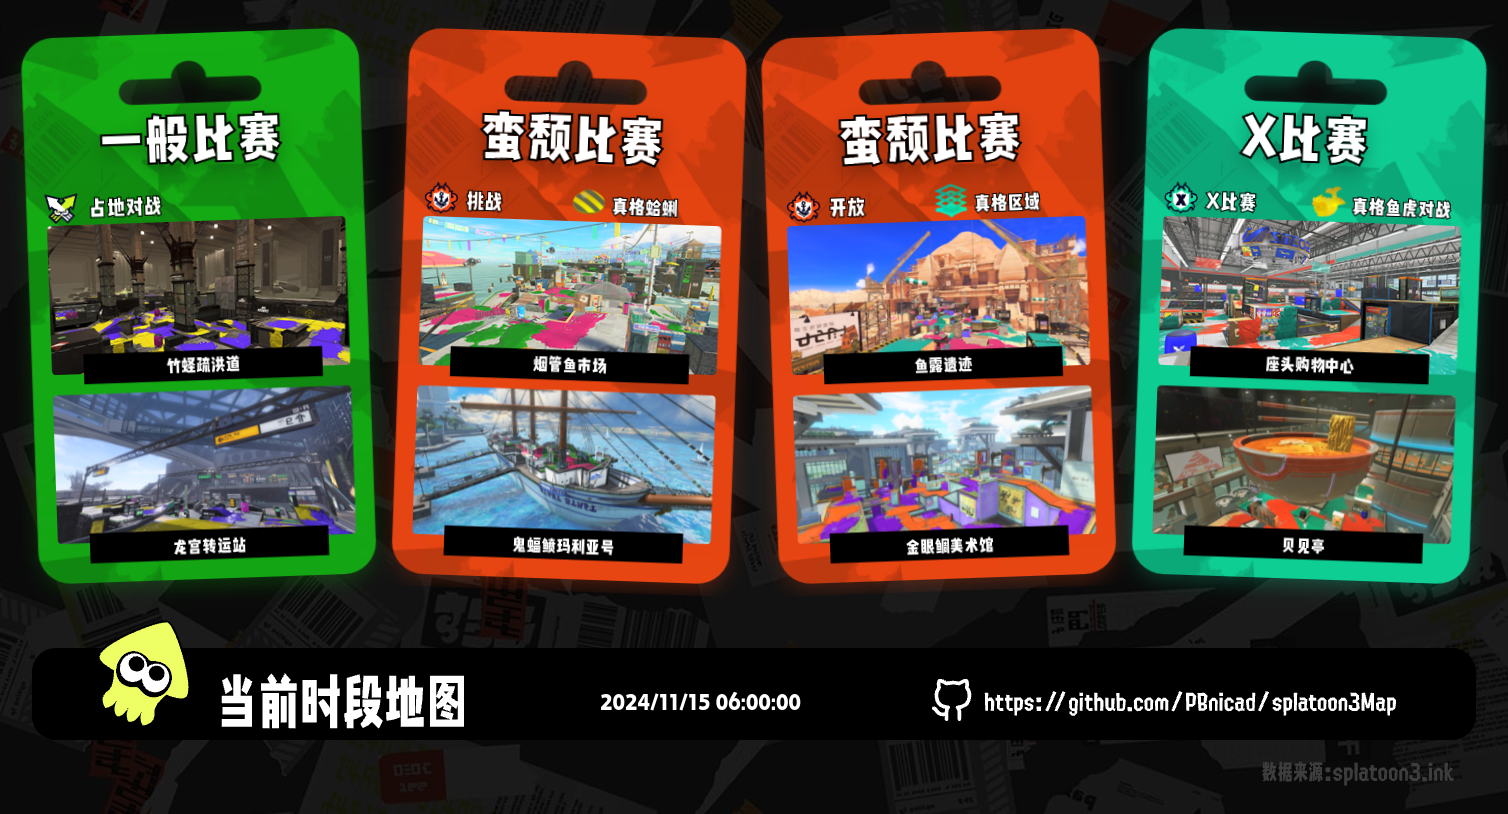 一般比赛
占地对战
竹蛏疏洪道
龙宫转运站
蛮颓比赛
挑战
真格蛤蜊
烟管鱼市场
鬼蝠鲼玛利亚号
蛮颓比赛
开放
真格区域
鱼露遗迹
金眼鲷美术馆
X比赛
X比赛
真格鱼虎对战
座头购物中心
贝见亭
当前时段地图
2024/11/15 06:00:00
https://github.com/PBnicad/splatoon3Map
数据来源:splatoon3.ink